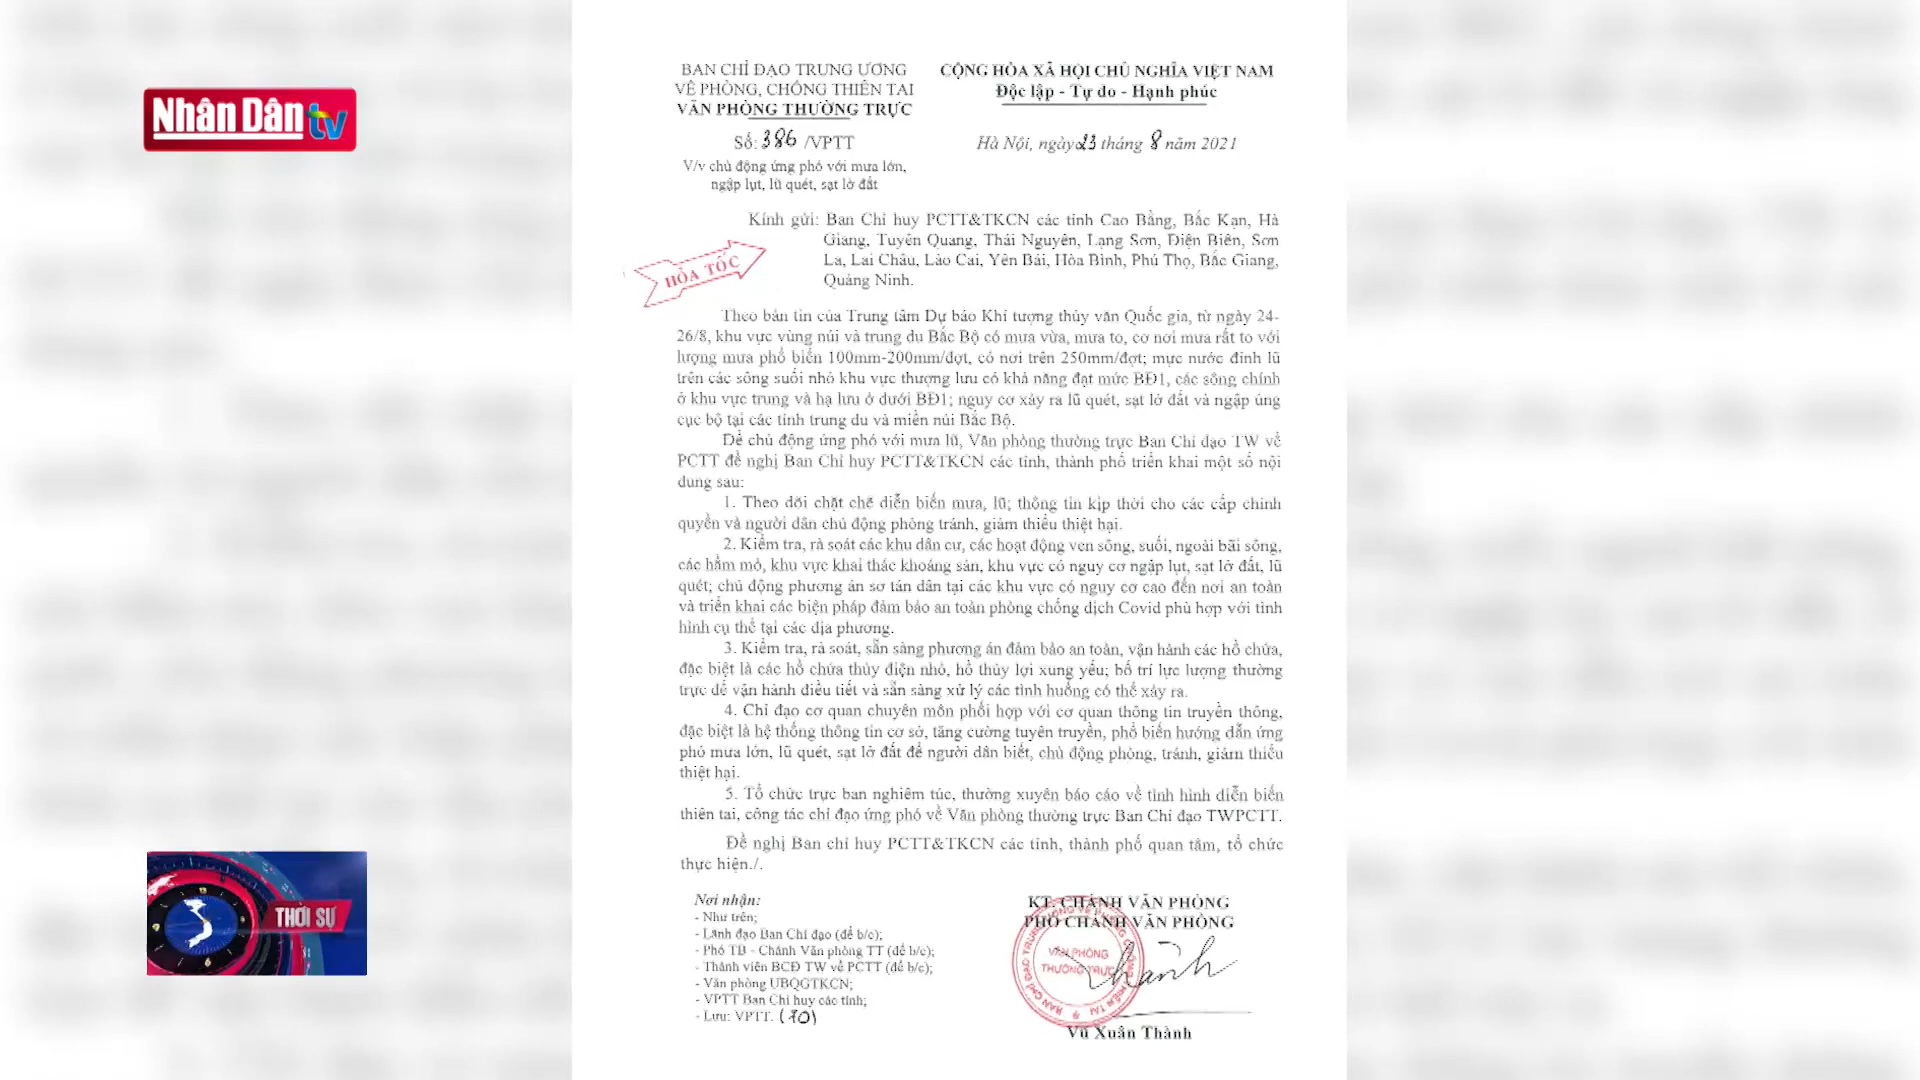 Nhân Dân tv
BAN CHỈ ĐẠO TRUNG ƯƠNG
VỀ PHÒNG, CHỐNG THIÊN TAI
VĂN PHÒNG THƯỜNG TRỰC
Số: 386 /VPTT
V/v chủ động ứng phó với mưa lớn,
ngập lụt, lũ quét, sạt lở đất
CỘNG HÒA XÃ HỘI CHỦ NGHĨA VIỆT NAM
Độc lập - Tự do - Hạnh phúc
Hà Nội, ngày 23 tháng 8 năm 2021
HỎA TỐC
Kính gửi: Ban Chỉ huy PCTT&TKCN các tỉnh Cao Bằng, Bắc Kạn, Hà
Giang, Tuyên Quang, Thái Nguyên, Lạng Sơn, Điện Biên, Sơn
La, Lai Châu, Lào Cai, Yên Bái, Hòa Bình, Phú Thọ, Bắc Giang,
Quảng Ninh.
Theo bản tin của Trung tâm Dự báo Khí tượng thủy văn Quốc gia, từ ngày 24-
26/8, khu vực vùng núi và trung du Bắc Bộ có mưa vừa, mưa to, có nơi mưa rất to với
lượng mưa phổ biến 100mm-200mm/đợt, có nơi trên 250mm/đợt; mực nước đỉnh lũ
trên các sông suối nhỏ khu vực thượng lưu có khả năng đạt mức BĐ1, các sông chính
ở khu vực trung và hạ lưu ở dưới BĐ1; nguy cơ xảy ra lũ quét, sạt lở đất và ngập úng
cục bộ tại các tỉnh trung du và miền núi Bắc Bộ.
Để chủ động ứng phó với mưa lũ, Văn phòng thường trực Ban Chỉ đạo TW về
PCTT đề nghị Ban Chỉ huy PCTT&TKCN các tỉnh, thành phố triển khai một số nội
dung sau:
1. Theo dõi chặt chẽ diễn biến mưa, lũ; thông tin kịp thời cho các cấp chính
quyền và người dân chủ động phòng tránh, giảm thiểu thiệt hại.
2. Kiểm tra, rà soát các khu dân cư, các hoạt động ven sông, suối, ngoài bãi sông,
các hầm mỏ, khu vực khai thác khoáng sản, khu vực có nguy cơ ngập lụt, sạt lở đất, lũ
quét; chủ động phương án sơ tán dân tại các khu vực có nguy cơ cao đến nơi an toàn
và triển khai các biện pháp đảm bảo an toàn phòng chống dịch Covid phù hợp với tình
hình cụ thể tại các địa phương.
3. Kiểm tra, rà soát, sẵn sàng phương án đảm bảo an toàn, vận hành các hồ chứa,
đặc biệt là các hồ chứa thủy điện nhỏ, hồ thủy lợi xung yếu; bố trí lực lượng thường
trực để vận hành điều tiết và sẵn sàng xử lý các tình huống có thể xảy ra.
4. Chỉ đạo cơ quan chuyên môn phối hợp với cơ quan thông tin truyền thông,
đặc biệt là hệ thống thông tin cơ sở, tăng cường tuyên truyền, phổ biến hướng dẫn ứng
phó mưa lớn, lũ quét, sạt lở đất để người dân biết, chủ động phòng, tránh, giảm thiểu
thiệt hại.
5. Tổ chức trực ban nghiêm túc, thường xuyên báo cáo về tình hình diễn biến
thiên tai, công tác chỉ đạo ứng phó về Văn phòng thường trực Ban Chỉ đạo TWPCTT.
Đề nghị Ban chỉ huy PCTT&TKCN các tỉnh, thành phố quan tâm, tổ chức
thực hiện./.
Nơi nhận:
- Như trên;
- Lãnh đạo Ban Chỉ đạo (để b/c);
- Phó TB - Chánh Văn phòng TT (để b/c);
- Thành viên BCĐ TW về PCTT (để b/c);
- Văn phòng UBQGTKCN;
- VPTT Ban Chỉ huy các tỉnh;
- Lưu: VPTT. (70)
KT. CHÁNH VĂN PHÒNG
PHÓ CHÁNH VĂN PHÒNG
VĂN PHÒNG
THƯỜNG TRỰC
Thành
Vũ Xuân Thành
THỜI SỰ